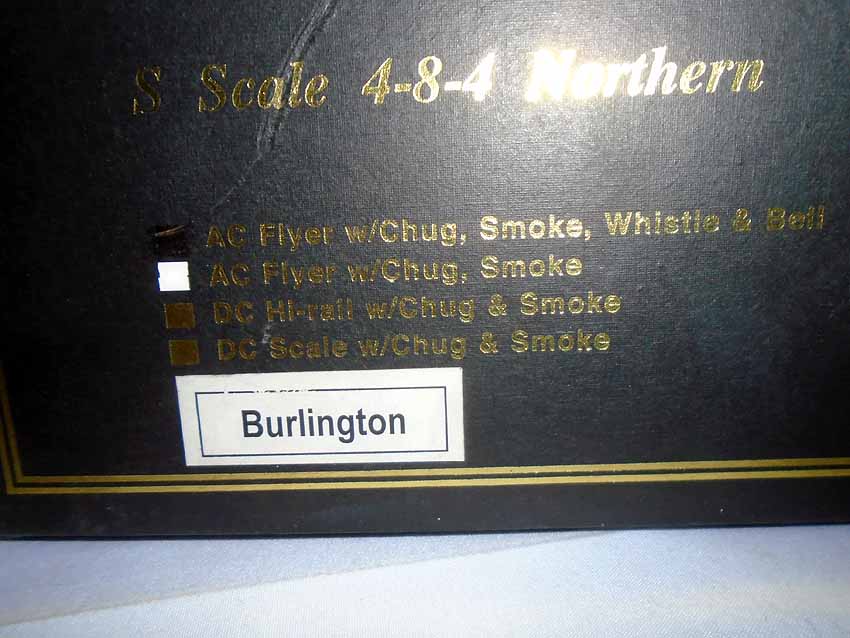 S Scale 4-8-4 Northern
AC Flyer w/Chug, Smoke, Whistle & Bell
AC Flyer w/Chug, Smoke
DC Hi-rail w/Chug & Smoke
DC Scale w/Chug & Smoke
Burlington